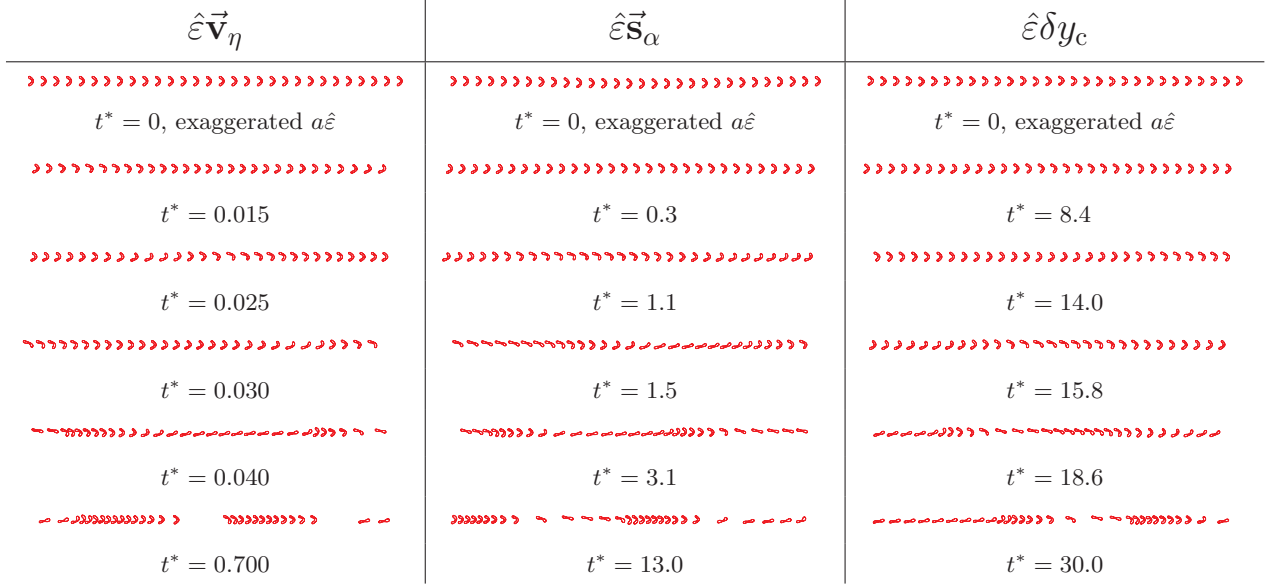 ε̂v⃗_η ε̂s⃗_α ε̂δy_c
t* = 0, exaggerated aε̂ t* = 0, exaggerated aε̂ t* = 0, exaggerated aε̂
t* = 0.015 t* = 0.3 t* = 8.4
t* = 0.025 t* = 1.1 t* = 14.0
t* = 0.030 t* = 1.5 t* = 15.8
t* = 0.040 t* = 3.1 t* = 18.6
t* = 0.700 t* = 13.0 t* = 30.0